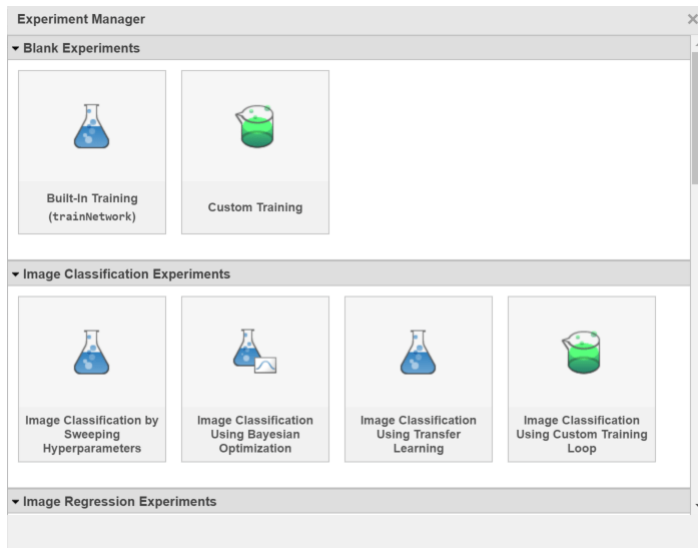 Experiment Manager
Blank Experiments
Built-In Training
(trainNetwork)
Custom Training
Image Classification Experiments
Image Classification by
Sweeping
Hyperparameters
Image Classification
Using Bayesian
Optimization
Image Classification
Using Transfer
Learning
Image Classification
Using Custom Training
Loop
Image Regression Experiments